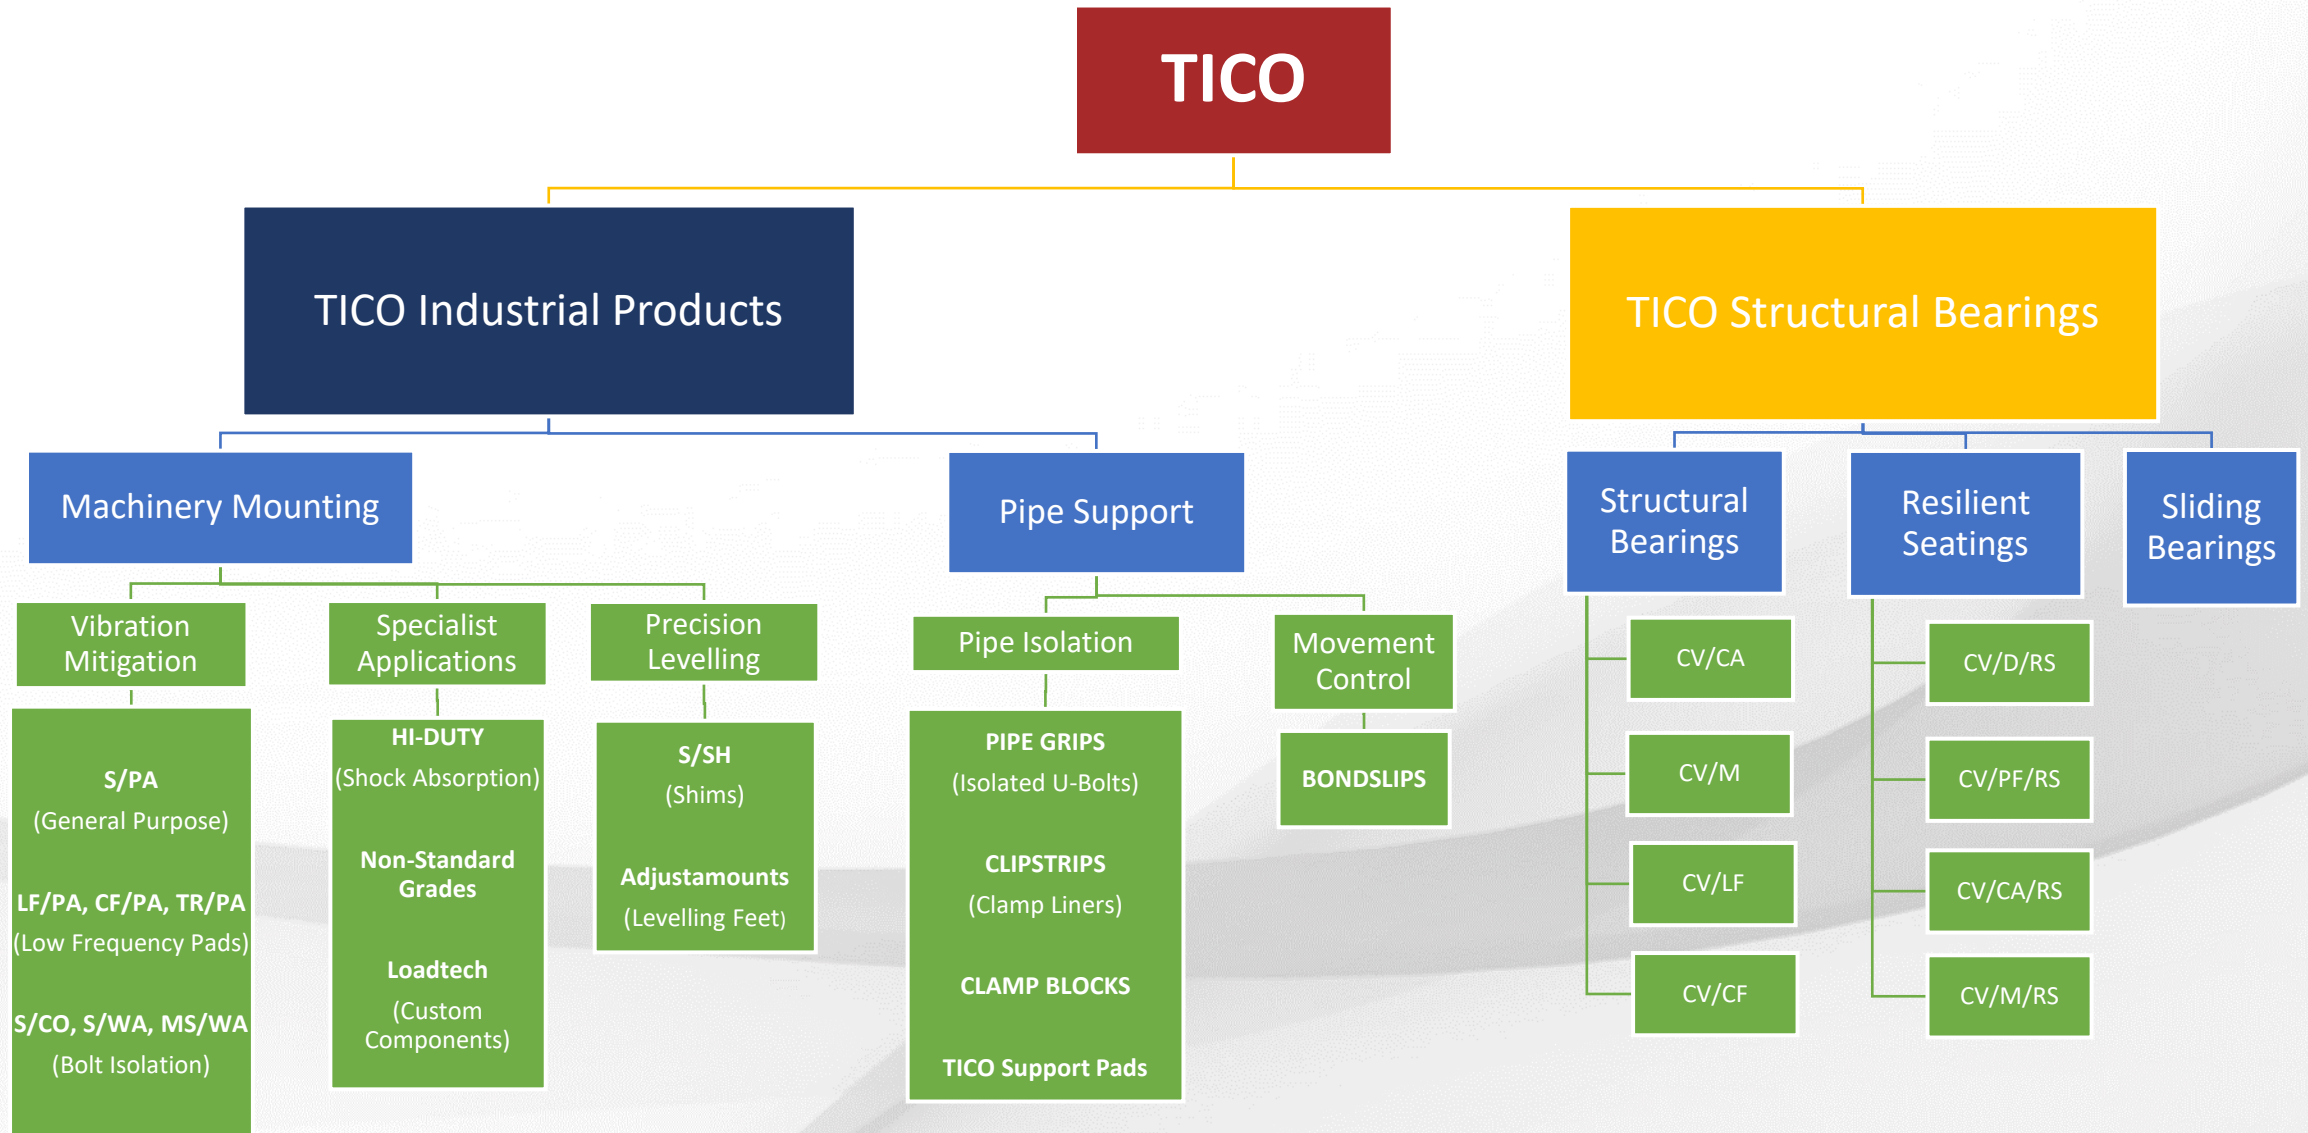 TICO
TICO Industrial Products
TICO Structural Bearings
Machinery Mounting
Pipe Support
Structural
Bearings
Resilient
Seatings
Sliding
Bearings
Vibration
Mitigation
Specialist
Applications
Precision
Levelling
Pipe Isolation
Movement
Control
S/PA
(General Purpose)
LF/PA, CF/PA, TR/PA
(Low Frequency Pads)
S/CO, S/WA, MS/WA
(Bolt Isolation)
HI-DUTY
(Shock Absorption)
Non-Standard
Grades
Loadtech
(Custom
Components)
S/SH
(Shims)
Adjustamounts
(Levelling Feet)
PIPE GRIPS
(Isolated U-Bolts)
CLIPSTRIPS
(Clamp Liners)
CLAMP BLOCKS
TICO Support Pads
BONDSLIPS
CV/CA
CV/M
CV/LF
CV/CF
CV/D/RS
CV/PF/RS
CV/CA/RS
CV/M/RS